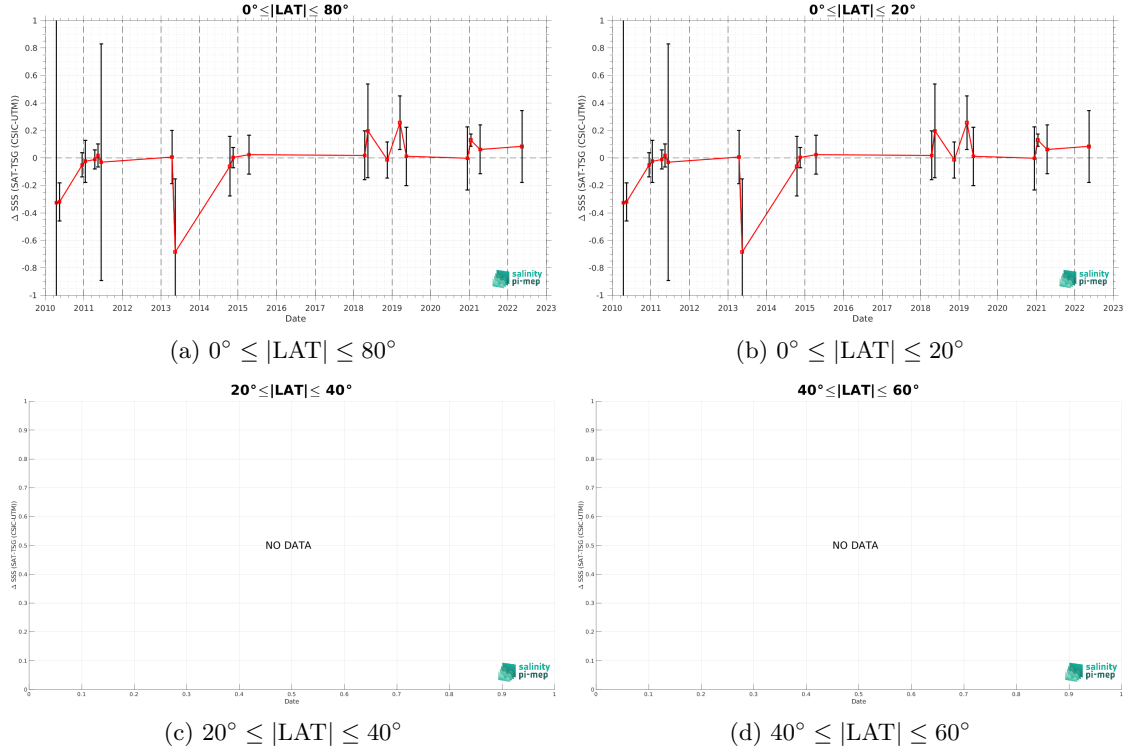 0°≤|LAT|≤ 80°
1
0.8
0.6
0.4
0.2
0
-0.2
-0.4
-0.6
-0.8
-1
Δ SSS (SAT-TSG (CSIC-UTM))
2010 2011 2012 2013 2014 2015 2016 2017 2018 2019 2020 2021 2022 2023
Date
salinity
pi-mep
(a) 0° ≤ |LAT| ≤ 80°
0°≤|LAT|≤ 20°
1
0.8
0.6
0.4
0.2
0
-0.2
-0.4
-0.6
-0.8
-1
Δ SSS (SAT-TSG (CSIC-UTM))
2010 2011 2012 2013 2014 2015 2016 2017 2018 2019 2020 2021 2022 2023
Date
salinity
pi-mep
(b) 0° ≤ |LAT| ≤ 20°
20°≤|LAT|≤ 40°
1
0.9
0.8
0.7
0.6
0.5
0.4
0.3
0.2
0.1
0
Δ SSS (SAT-TSG (CSIC-UTM))
NO DATA
0 0.1 0.2 0.3 0.4 0.5 0.6 0.7 0.8 0.9 1
Date
salinity
pi-mep
(c) 20° ≤ |LAT| ≤ 40°
40°≤|LAT|≤ 60°
1
0.9
0.8
0.7
0.6
0.5
0.4
0.3
0.2
0.1
0
Δ SSS (SAT-TSG (CSIC-UTM))
NO DATA
0 0.1 0.2 0.3 0.4 0.5 0.6 0.7 0.8 0.9 1
Date
salinity
pi-mep
(d) 40° ≤ |LAT| ≤ 60°